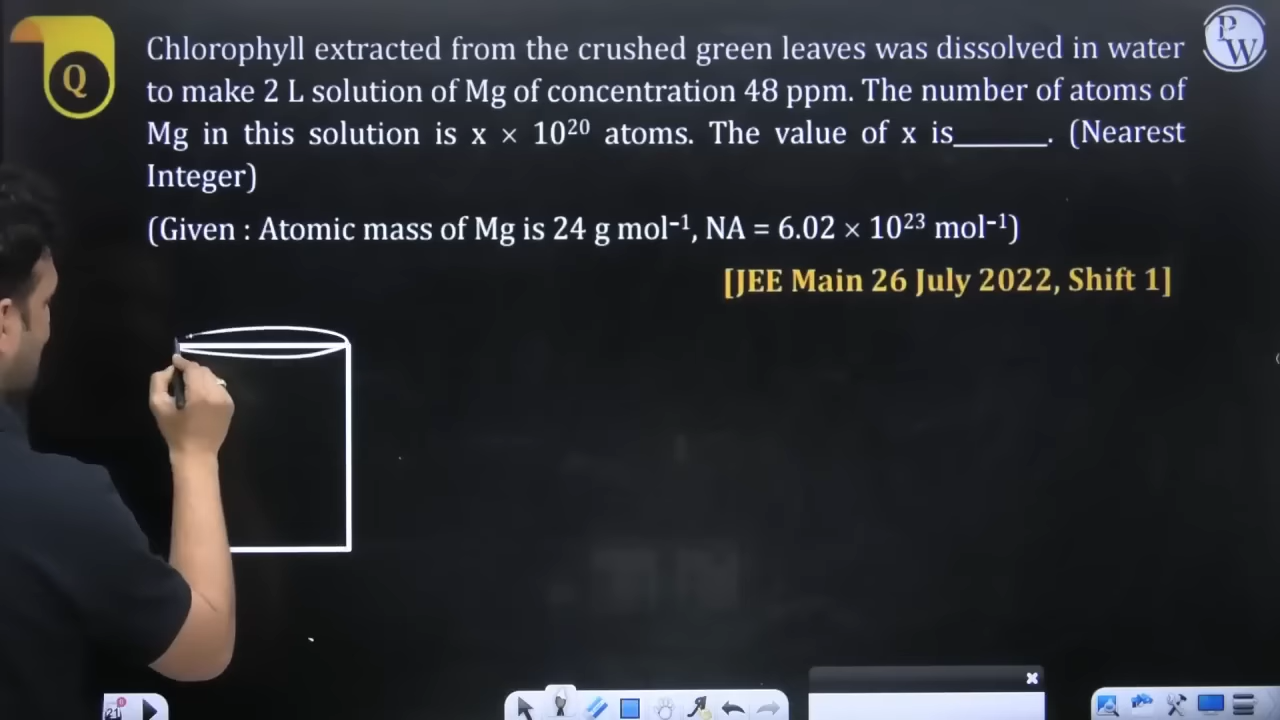 Q
P
W
Chlorophyll extracted from the crushed green leaves was dissolved in water
to make 2 L solution of Mg of concentration 48 ppm. The number of atoms of
Mg in this solution is x × 10²⁰ atoms. The value of x is______. (Nearest
Integer)
(Given : Atomic mass of Mg is 24 g mol⁻¹, NA = 6.02 × 10²³ mol⁻¹)
[JEE Main 26 July 2022, Shift 1]
21